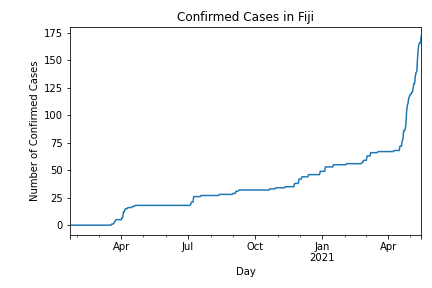 Confirmed Cases in Fiji
Number of Confirmed Cases
175
150
125
100
75
50
25
0
Apr
Jul
Oct
Jan
2021
Apr
Day